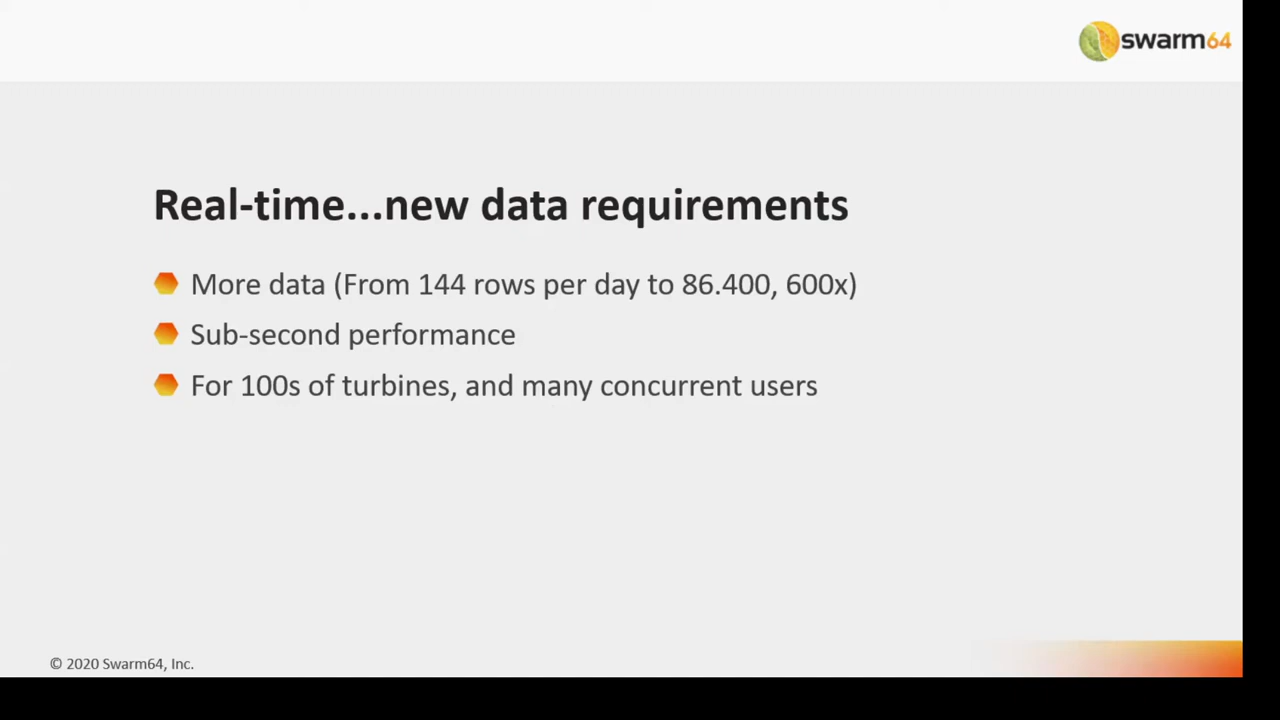 swarm64
Real-time...new data requirements
More data (From 144 rows per day to 86.400, 600x)
Sub-second performance
For 100s of turbines, and many concurrent users
© 2020 Swarm64, Inc.